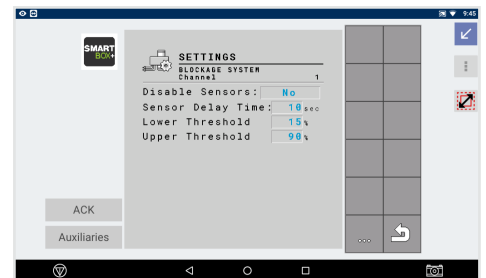 9:45
SMART
BOX+
SETTINGS
BLOCKAGE SYSTEM
Channel 1
Disable Sensors: No
Sensor Delay Time: 10 sec
Lower Threshold 15 %
Upper Threshold 90 %
ACK
Auxiliaries
...